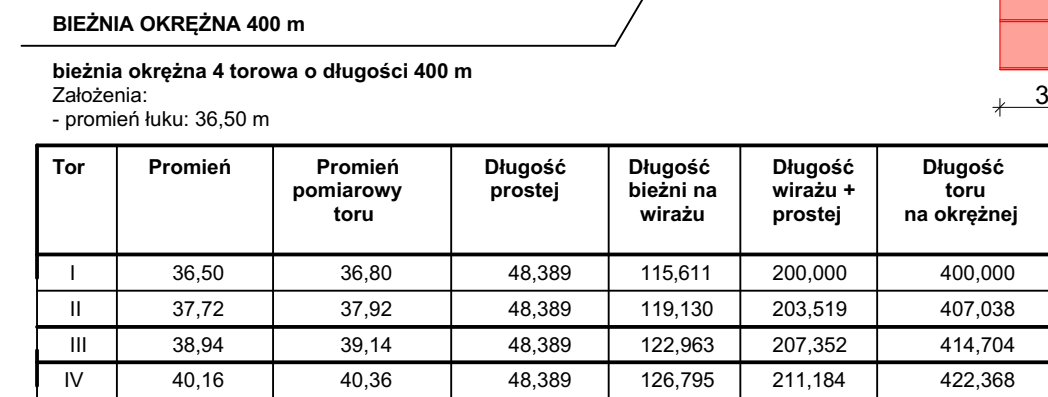 BIEŻNIA OKRĘŻNA 400 m
bieżnia okrężna 4 torowa o długości 400 m
Założenia:
- promień łuku: 36,50 m
3
Tor Promień Promień pomiarowy toru Długość prostej Długość bieżni na wirażu Długość wirażu + prostej Długość toru na okrężnej
I 36,50 36,80 48,389 115,611 200,000 400,000
II 37,72 37,92 48,389 119,130 203,519 407,038
III 38,94 39,14 48,389 122,963 207,352 414,704
IV 40,16 40,36 48,389 126,795 211,184 422,368